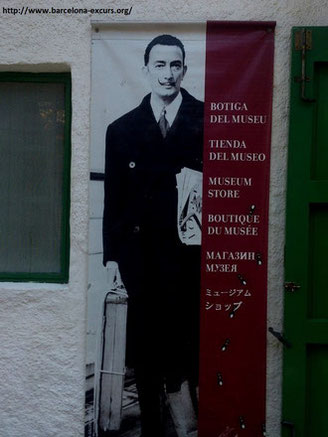 http://www.barcelona-excurs.org/
BOTIGA
DEL MUSEU
TIENDA
DEL MUSEO
MUSEUM
STORE
BOUTIQUE
DU MUSÉE
МАГАЗИН
МУЗЕЯ
ミュージアム
ショップ